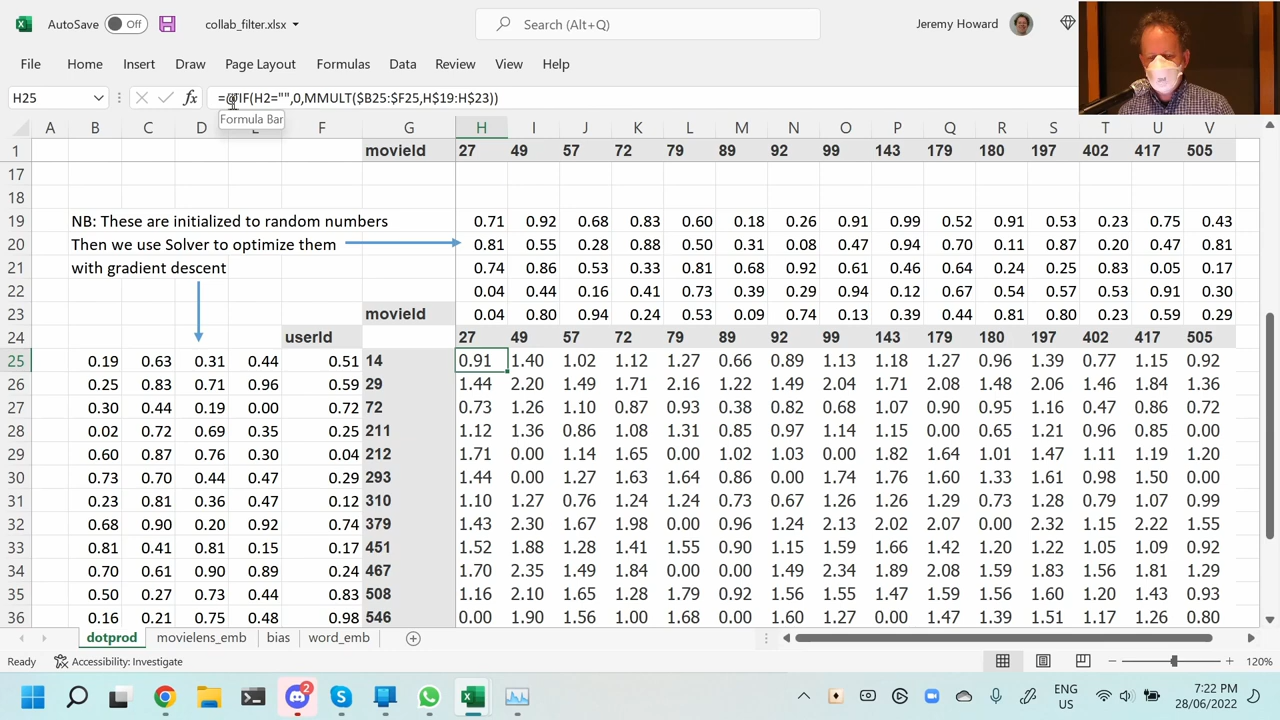 AutoSave Off collab_filter.xlsx Search (Alt+Q) Jeremy Howard
File Home Insert Draw Page Layout Formulas Data Review View Help
H25 fx =@IF(H2="",0,MMULT($B25:$F25,H$19:H$23))
Formula Bar
A B C D E F G H I J K L M N O P Q R S T U V
1 movieId 27 49 57 72 79 89 92 99 143 179 180 197 402 417 505
17
18
19 NB: These are initialized to random numbers 0.71 0.92 0.68 0.83 0.60 0.18 0.26 0.91 0.99 0.52 0.91 0.53 0.23 0.75 0.43
20 Then we use Solver to optimize them 0.81 0.55 0.28 0.88 0.50 0.31 0.08 0.47 0.94 0.70 0.11 0.87 0.20 0.47 0.81
21 with gradient descent 0.74 0.86 0.53 0.33 0.81 0.68 0.92 0.61 0.46 0.64 0.24 0.25 0.83 0.05 0.17
22 0.04 0.44 0.16 0.41 0.73 0.39 0.29 0.94 0.12 0.67 0.54 0.57 0.53 0.91 0.30
23 movieId 0.04 0.80 0.94 0.24 0.53 0.09 0.74 0.13 0.39 0.44 0.81 0.80 0.23 0.59 0.29
24 userId 27 49 57 72 79 89 92 99 143 179 180 197 402 417 505
25 0.19 0.63 0.31 0.44 0.51 14 0.91 1.40 1.02 1.12 1.27 0.66 0.89 1.13 1.18 1.27 0.96 1.39 0.77 1.15 0.92
26 0.25 0.83 0.71 0.96 0.59 29 1.44 2.20 1.49 1.71 2.16 1.22 1.49 2.04 1.71 2.08 1.48 2.06 1.46 1.84 1.36
27 0.30 0.44 0.19 0.00 0.72 72 0.73 1.26 1.10 0.87 0.93 0.38 0.82 0.68 1.07 0.90 0.95 1.16 0.47 0.86 0.72
28 0.02 0.72 0.69 0.35 0.25 211 1.12 1.36 0.86 1.08 1.31 0.85 0.97 1.14 1.15 0.00 0.65 1.21 0.96 0.85 0.00
29 0.60 0.87 0.76 0.30 0.04 212 1.71 0.00 1.14 1.65 0.00 1.02 1.03 0.00 1.82 1.64 1.01 1.47 1.11 1.19 1.20
30 0.73 0.70 0.44 0.47 0.29 293 1.44 0.00 1.27 1.63 1.64 0.86 1.28 1.74 1.76 1.60 1.33 1.61 0.98 1.50 0.00
31 0.23 0.81 0.36 0.47 0.12 310 1.10 1.27 0.76 1.24 1.24 0.73 0.67 1.26 1.26 1.29 0.73 1.28 0.79 1.07 0.99
32 0.68 0.90 0.20 0.92 0.74 379 1.43 2.30 1.67 1.98 0.00 0.96 1.24 2.13 2.02 2.07 0.00 2.32 1.15 2.22 1.55
33 0.81 0.41 0.81 0.15 0.17 451 1.52 1.88 1.28 1.41 1.55 0.90 1.15 1.59 1.66 1.42 1.20 1.22 1.05 1.09 0.92
34 0.70 0.61 0.90 0.89 0.24 467 1.70 2.35 1.49 1.84 0.00 0.00 1.49 2.34 1.89 2.08 1.59 1.83 1.56 1.81 1.29
35 0.50 0.27 0.73 0.44 0.83 508 1.16 2.10 1.65 1.28 1.79 0.92 1.56 1.55 1.47 1.59 1.56 1.60 1.20 1.43 0.93
36 0.16 0.21 0.75 0.48 0.98 546 0.00 1.90 1.56 1.00 1.68 0.00 1.60 1.27 0.00 1.47 1.39 1.51 1.17 1.26 0.80
dotprod movielens_emb bias word_emb
Ready Accessibility: Investigate 120%
2 ENG 7:22 PM
US 28/06/2022